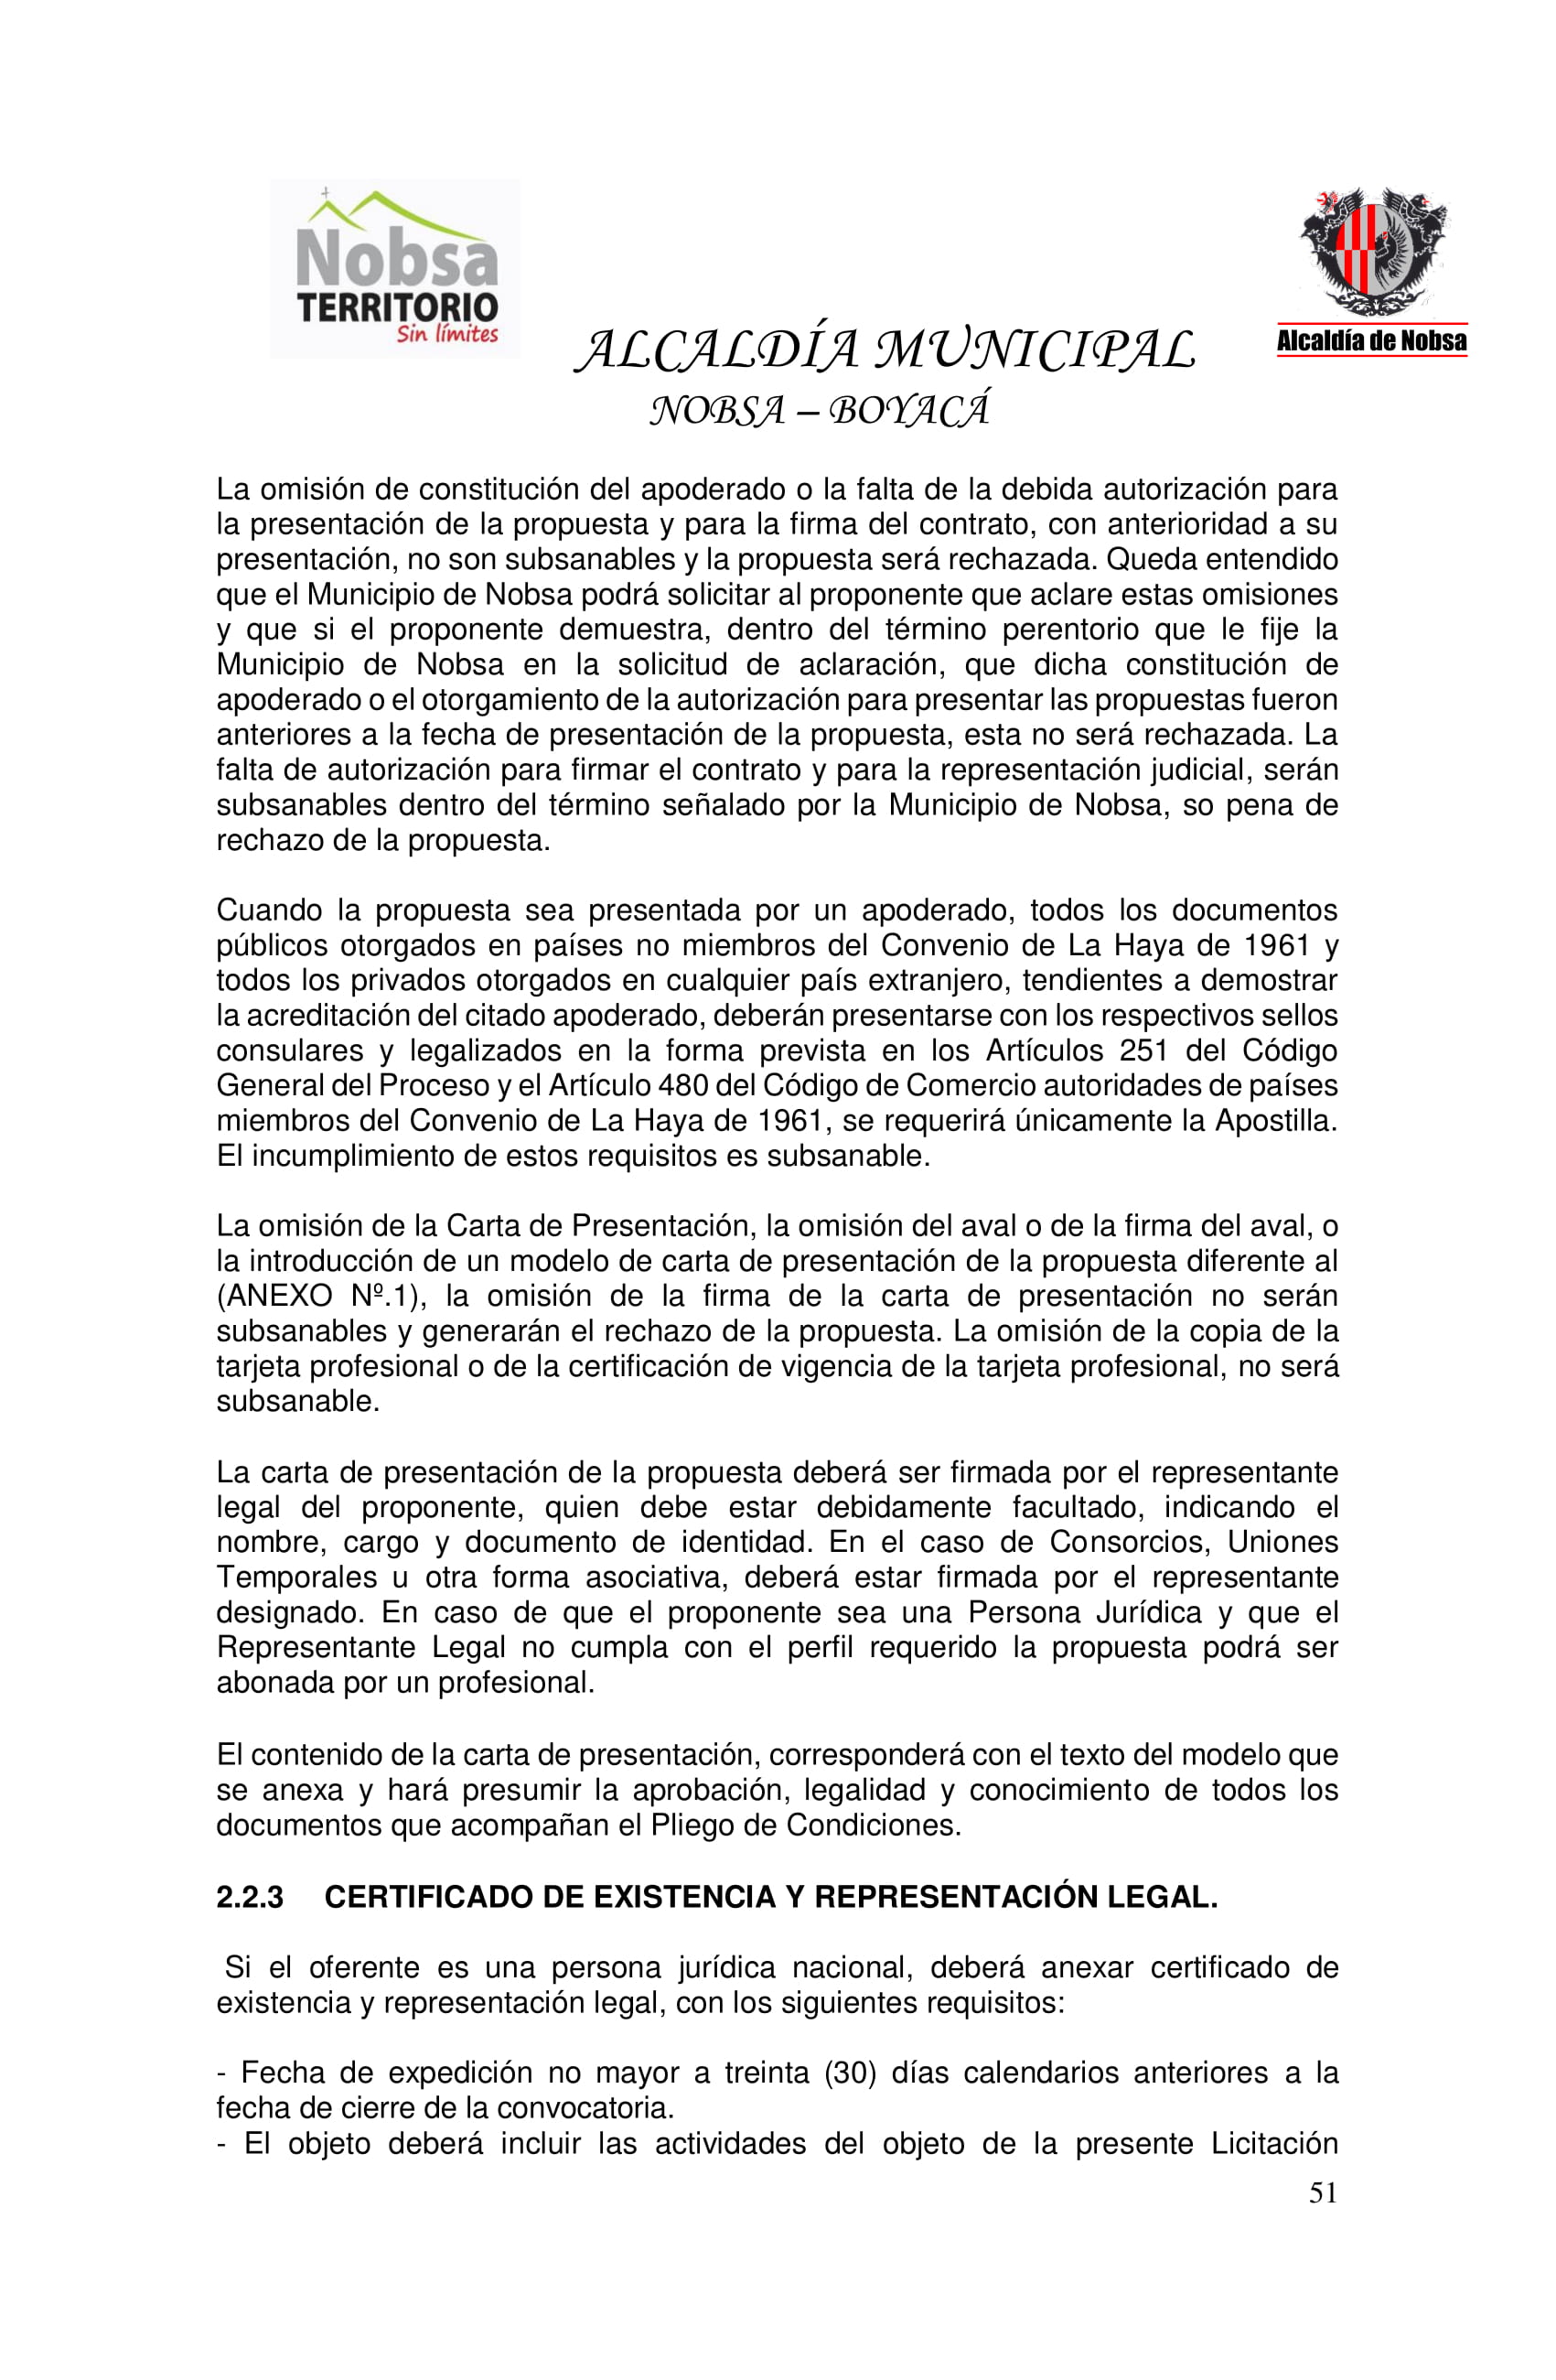 Nobsa
TERRITORIO
Sin límites
Alcaldía de Nobsa
ALCALDÍA MUNICIPAL
NOBSA – BOYACÁ
La omisión de constitución del apoderado o la falta de la debida autorización para
la presentación de la propuesta y para la firma del contrato, con anterioridad a su
presentación, no son subsanables y la propuesta será rechazada. Queda entendido
que el Municipio de Nobsa podrá solicitar al proponente que aclare estas omisiones
y que si el proponente demuestra, dentro del término perentorio que le fije la
Municipio de Nobsa en la solicitud de aclaración, que dicha constitución de
apoderado o el otorgamiento de la autorización para presentar las propuestas fueron
anteriores a la fecha de presentación de la propuesta, esta no será rechazada. La
falta de autorización para firmar el contrato y para la representación judicial, serán
subsanables dentro del término señalado por la Municipio de Nobsa, so pena de
rechazo de la propuesta.
Cuando la propuesta sea presentada por un apoderado, todos los documentos
públicos otorgados en países no miembros del Convenio de La Haya de 1961 y
todos los privados otorgados en cualquier país extranjero, tendientes a demostrar
la acreditación del citado apoderado, deberán presentarse con los respectivos sellos
consulares y legalizados en la forma prevista en los Artículos 251 del Código
General del Proceso y el Artículo 480 del Código de Comercio autoridades de países
miembros del Convenio de La Haya de 1961, se requerirá únicamente la Apostilla.
El incumplimiento de estos requisitos es subsanable.
La omisión de la Carta de Presentación, la omisión del aval o de la firma del aval, o
la introducción de un modelo de carta de presentación de la propuesta diferente al
(ANEXO Nº.1), la omisión de la firma de la carta de presentación no serán
subsanables y generarán el rechazo de la propuesta. La omisión de la copia de la
tarjeta profesional o de la certificación de vigencia de la tarjeta profesional, no será
subsanable.
La carta de presentación de la propuesta deberá ser firmada por el representante
legal del proponente, quien debe estar debidamente facultado, indicando el
nombre, cargo y documento de identidad. En el caso de Consorcios, Uniones
Temporales u otra forma asociativa, deberá estar firmada por el representante
designado. En caso de que el proponente sea una Persona Jurídica y que el
Representante Legal no cumpla con el perfil requerido la propuesta podrá ser
abonada por un profesional.
El contenido de la carta de presentación, corresponderá con el texto del modelo que
se anexa y hará presumir la aprobación, legalidad y conocimiento de todos los
documentos que acompañan el Pliego de Condiciones.
2.2.3 CERTIFICADO DE EXISTENCIA Y REPRESENTACIÓN LEGAL.
Si el oferente es una persona jurídica nacional, deberá anexar certificado de
existencia y representación legal, con los siguientes requisitos:
- Fecha de expedición no mayor a treinta (30) días calendarios anteriores a la
fecha de cierre de la convocatoria.
- El objeto deberá incluir las actividades del objeto de la presente Licitación
51